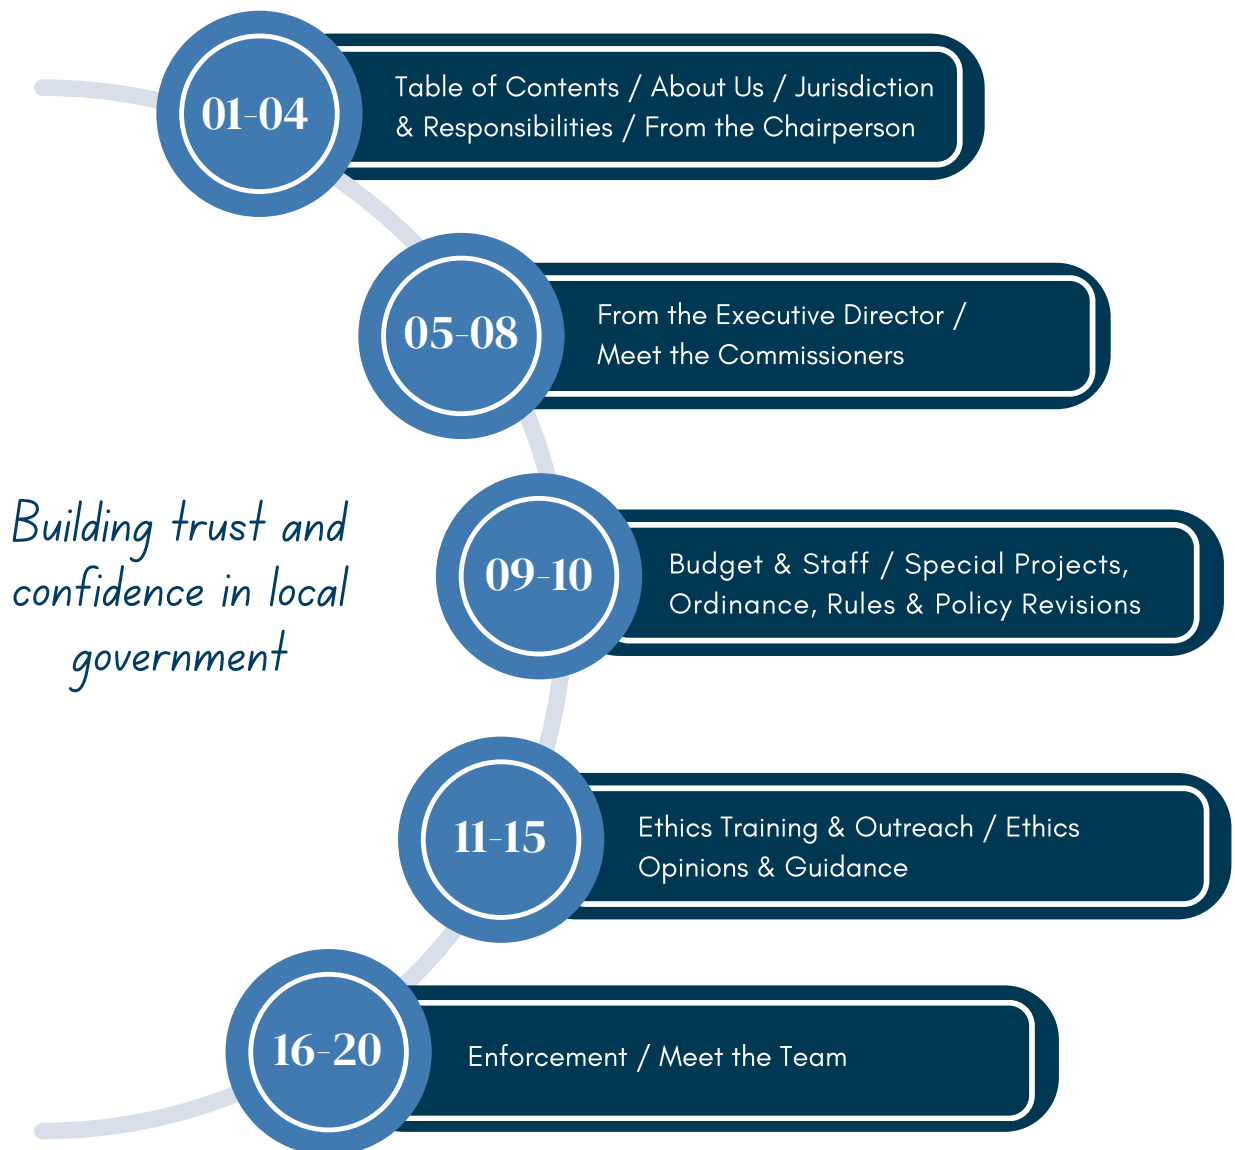 01-04
Table of Contents / About Us / Jurisdiction
& Responsibilities / From the Chairperson
05-08
From the Executive Director /
Meet the Commissioners
Building trust and
confidence in local
government
09-10
Budget & Staff / Special Projects,
Ordinance, Rules & Policy Revisions
11-15
Ethics Training & Outreach / Ethics
Opinions & Guidance
16-20
Enforcement / Meet the Team